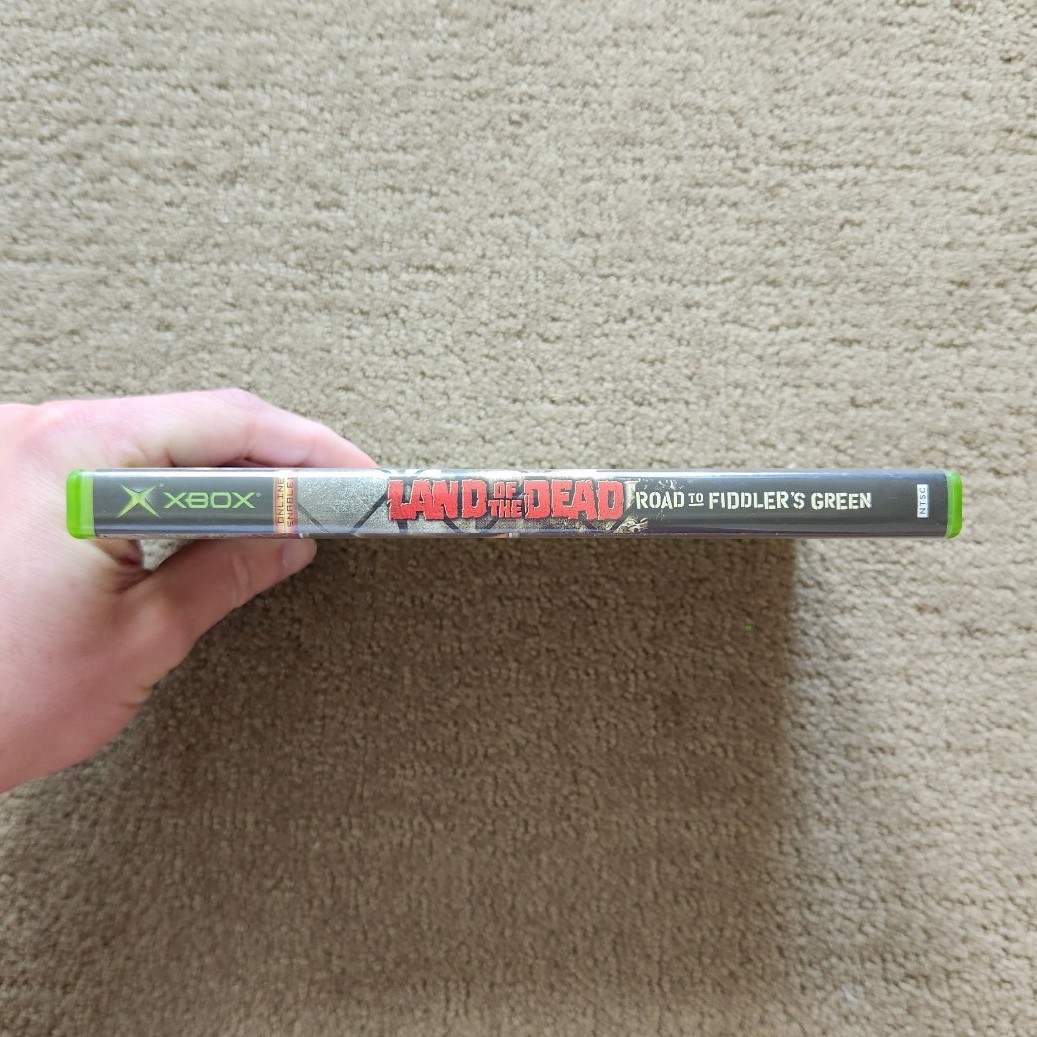 XBOX®
ONLINE
ENABLED
LAND OF THE DEAD
ROAD TO FIDDLER'S GREEN
NTSC